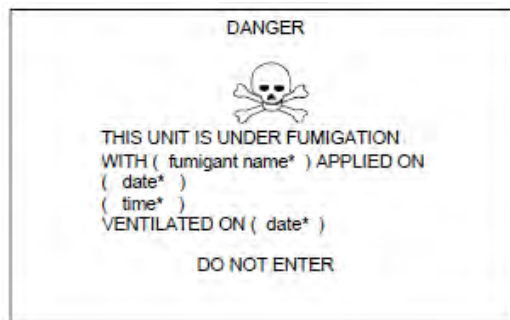 DANGER
THIS UNIT IS UNDER FUMIGATION
WITH ( fumigant name* ) APPLIED ON
( date* )
( time* )
VENTILATED ON ( date* )
DO NOT ENTER